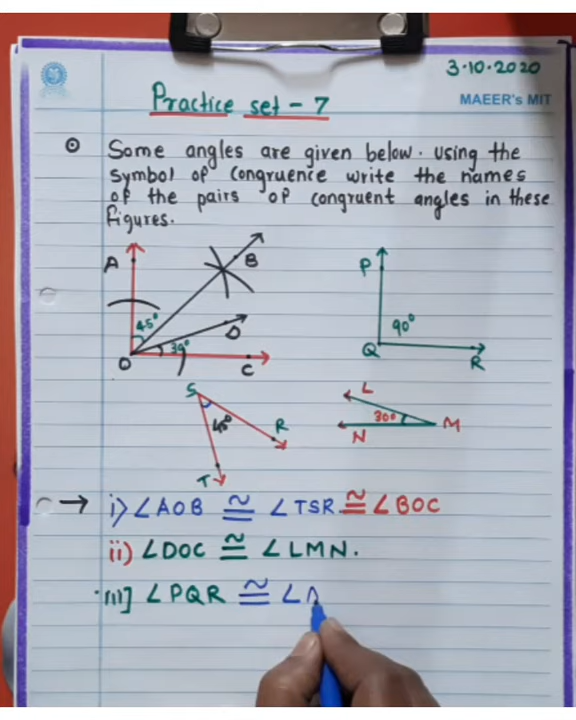 3·10·2020
MAEER's MIT
Practice set - 7
Some angles are given below. using the
symbol of congruence write the names
of the pairs of congruent angles in these
figures.
A
B
45°
D
30°
O
C
P
90°
Q
R
S
45°
R
T
L
30°
M
N
→ i) ∠AOB ≅ ∠TSR ≅ ∠BOC
ii) ∠DOC ≅ ∠LMN.
iii] ∠PQR ≅ ∠A